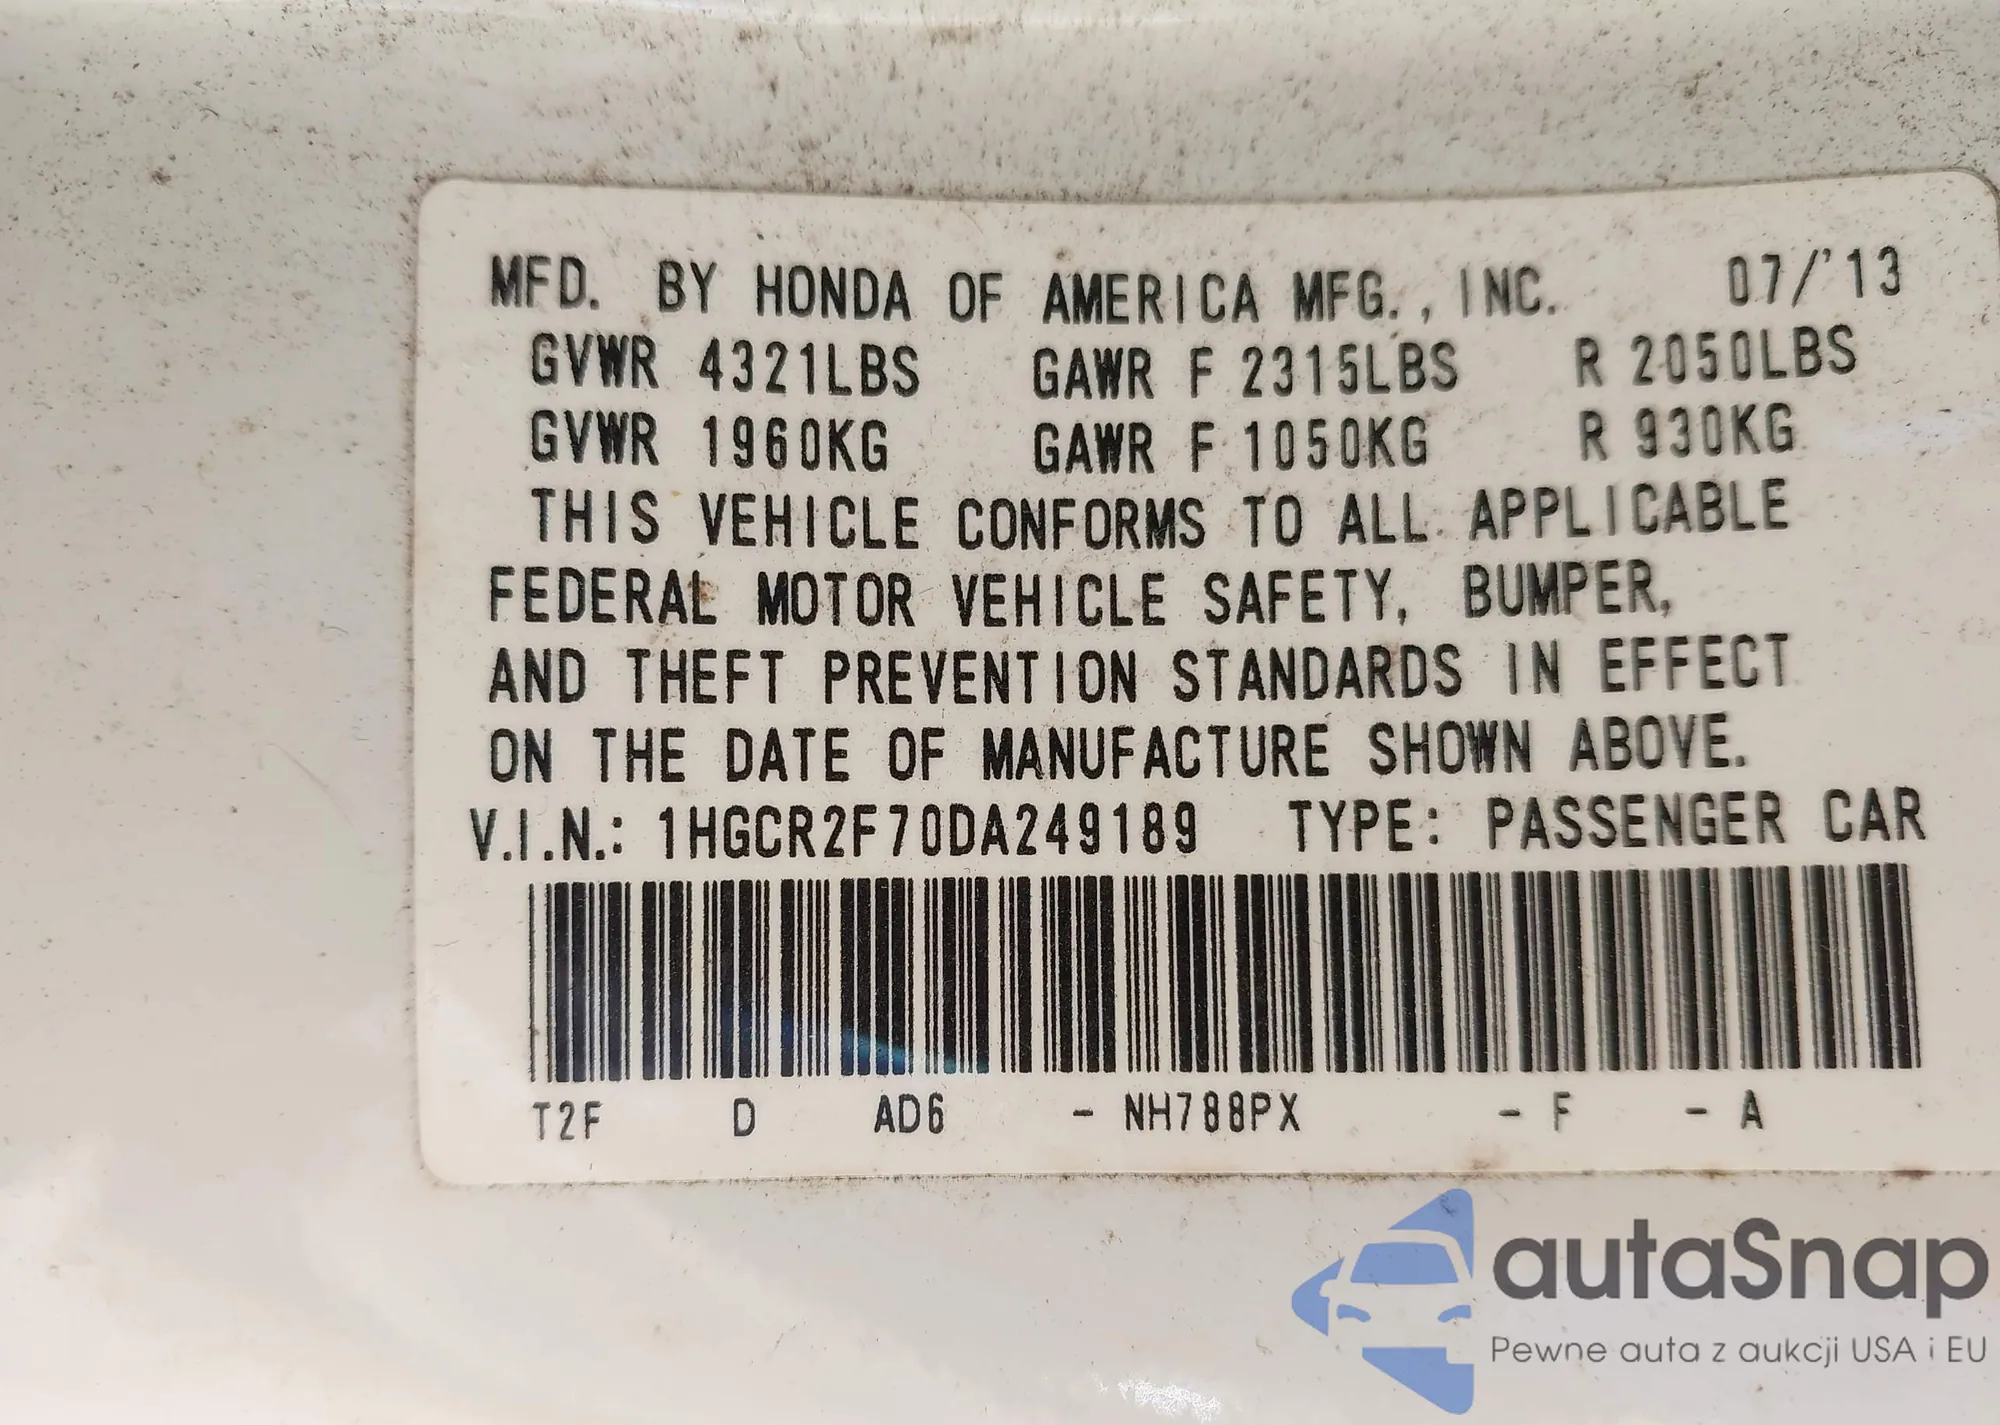 MFD. BY HONDA OF AMERICA MFG., INC. 07/'13
GVWR 4321LBS GAWR F 2315LBS R 2050LBS
GVWR 1960KG GAWR F 1050KG R 930KG
THIS VEHICLE CONFORMS TO ALL APPLICABLE
FEDERAL MOTOR VEHICLE SAFETY, BUMPER,
AND THEFT PREVENTION STANDARDS IN EFFECT
ON THE DATE OF MANUFACTURE SHOWN ABOVE.
V.I.N.: 1HGCR2F70DA249189 TYPE: PASSENGER CAR
T2F D AD6 - NH788PX - F - A
autaSnap
Pewne auta z aukcji USA i EU